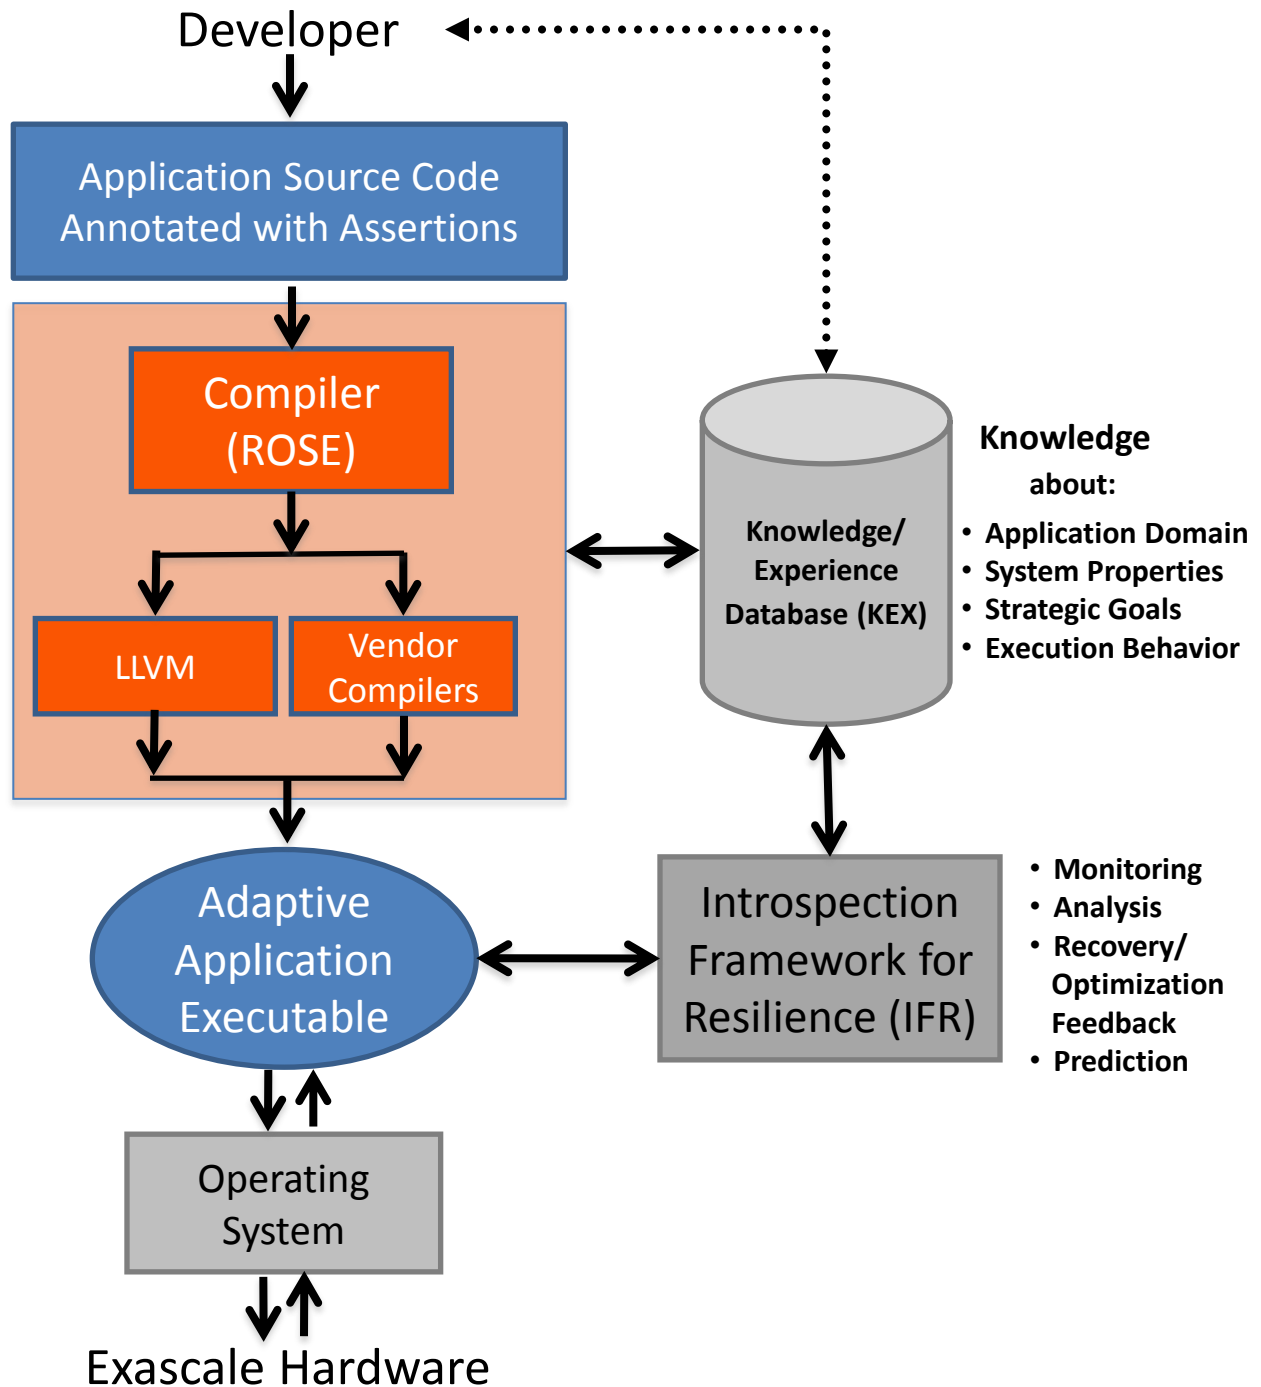 Developer
Application Source Code
Annotated with Assertions
Compiler
(ROSE)
LLVM
Vendor
Compilers
Knowledge/
Experience
Database (KEX)
Knowledge
about:
• Application Domain
• System Properties
• Strategic Goals
• Execution Behavior
Adaptive
Application
Executable
Introspection
Framework for
Resilience (IFR)
• Monitoring
• Analysis
• Recovery/
Optimization
Feedback
• Prediction
Operating
System
Exascale Hardware